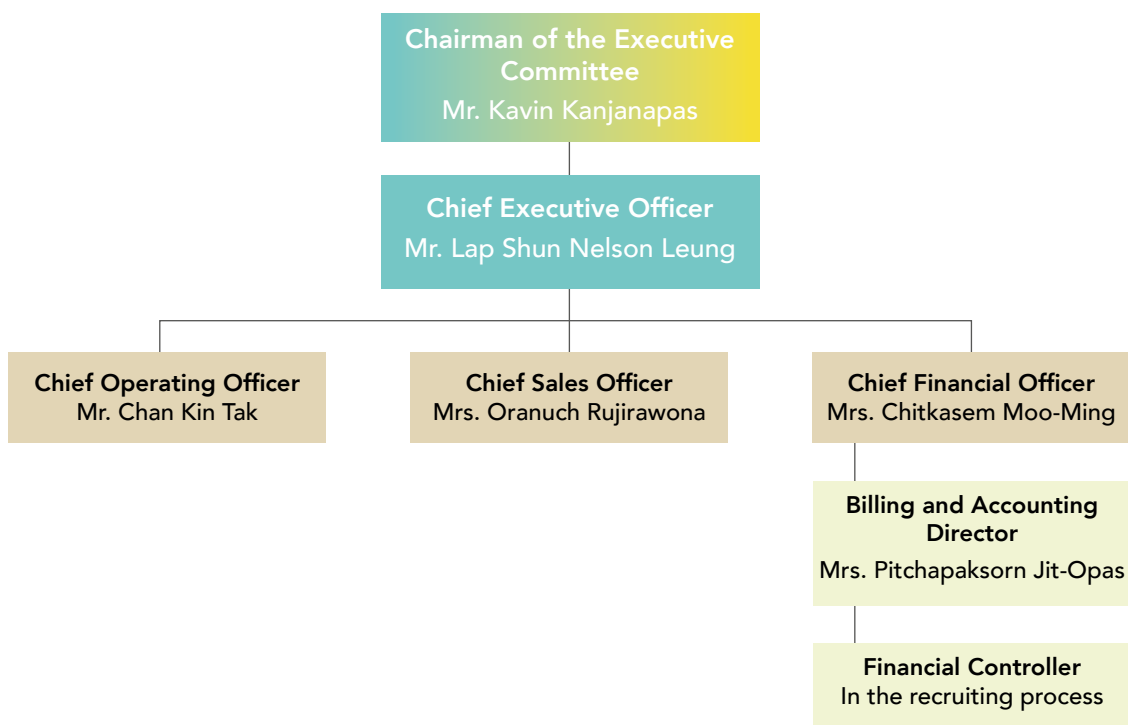 Chairman of the Executive
Committee
Mr. Kavin Kanjanapas
Chief Executive Officer
Mr. Lap Shun Nelson Leung
Chief Operating Officer
Mr. Chan Kin Tak
Chief Sales Officer
Mrs. Oranuch Rujirawona
Chief Financial Officer
Mrs. Chitkasem Moo-Ming
Billing and Accounting
Director
Mrs. Pitchapaksorn Jit-Opas
Financial Controller
In the recruiting process